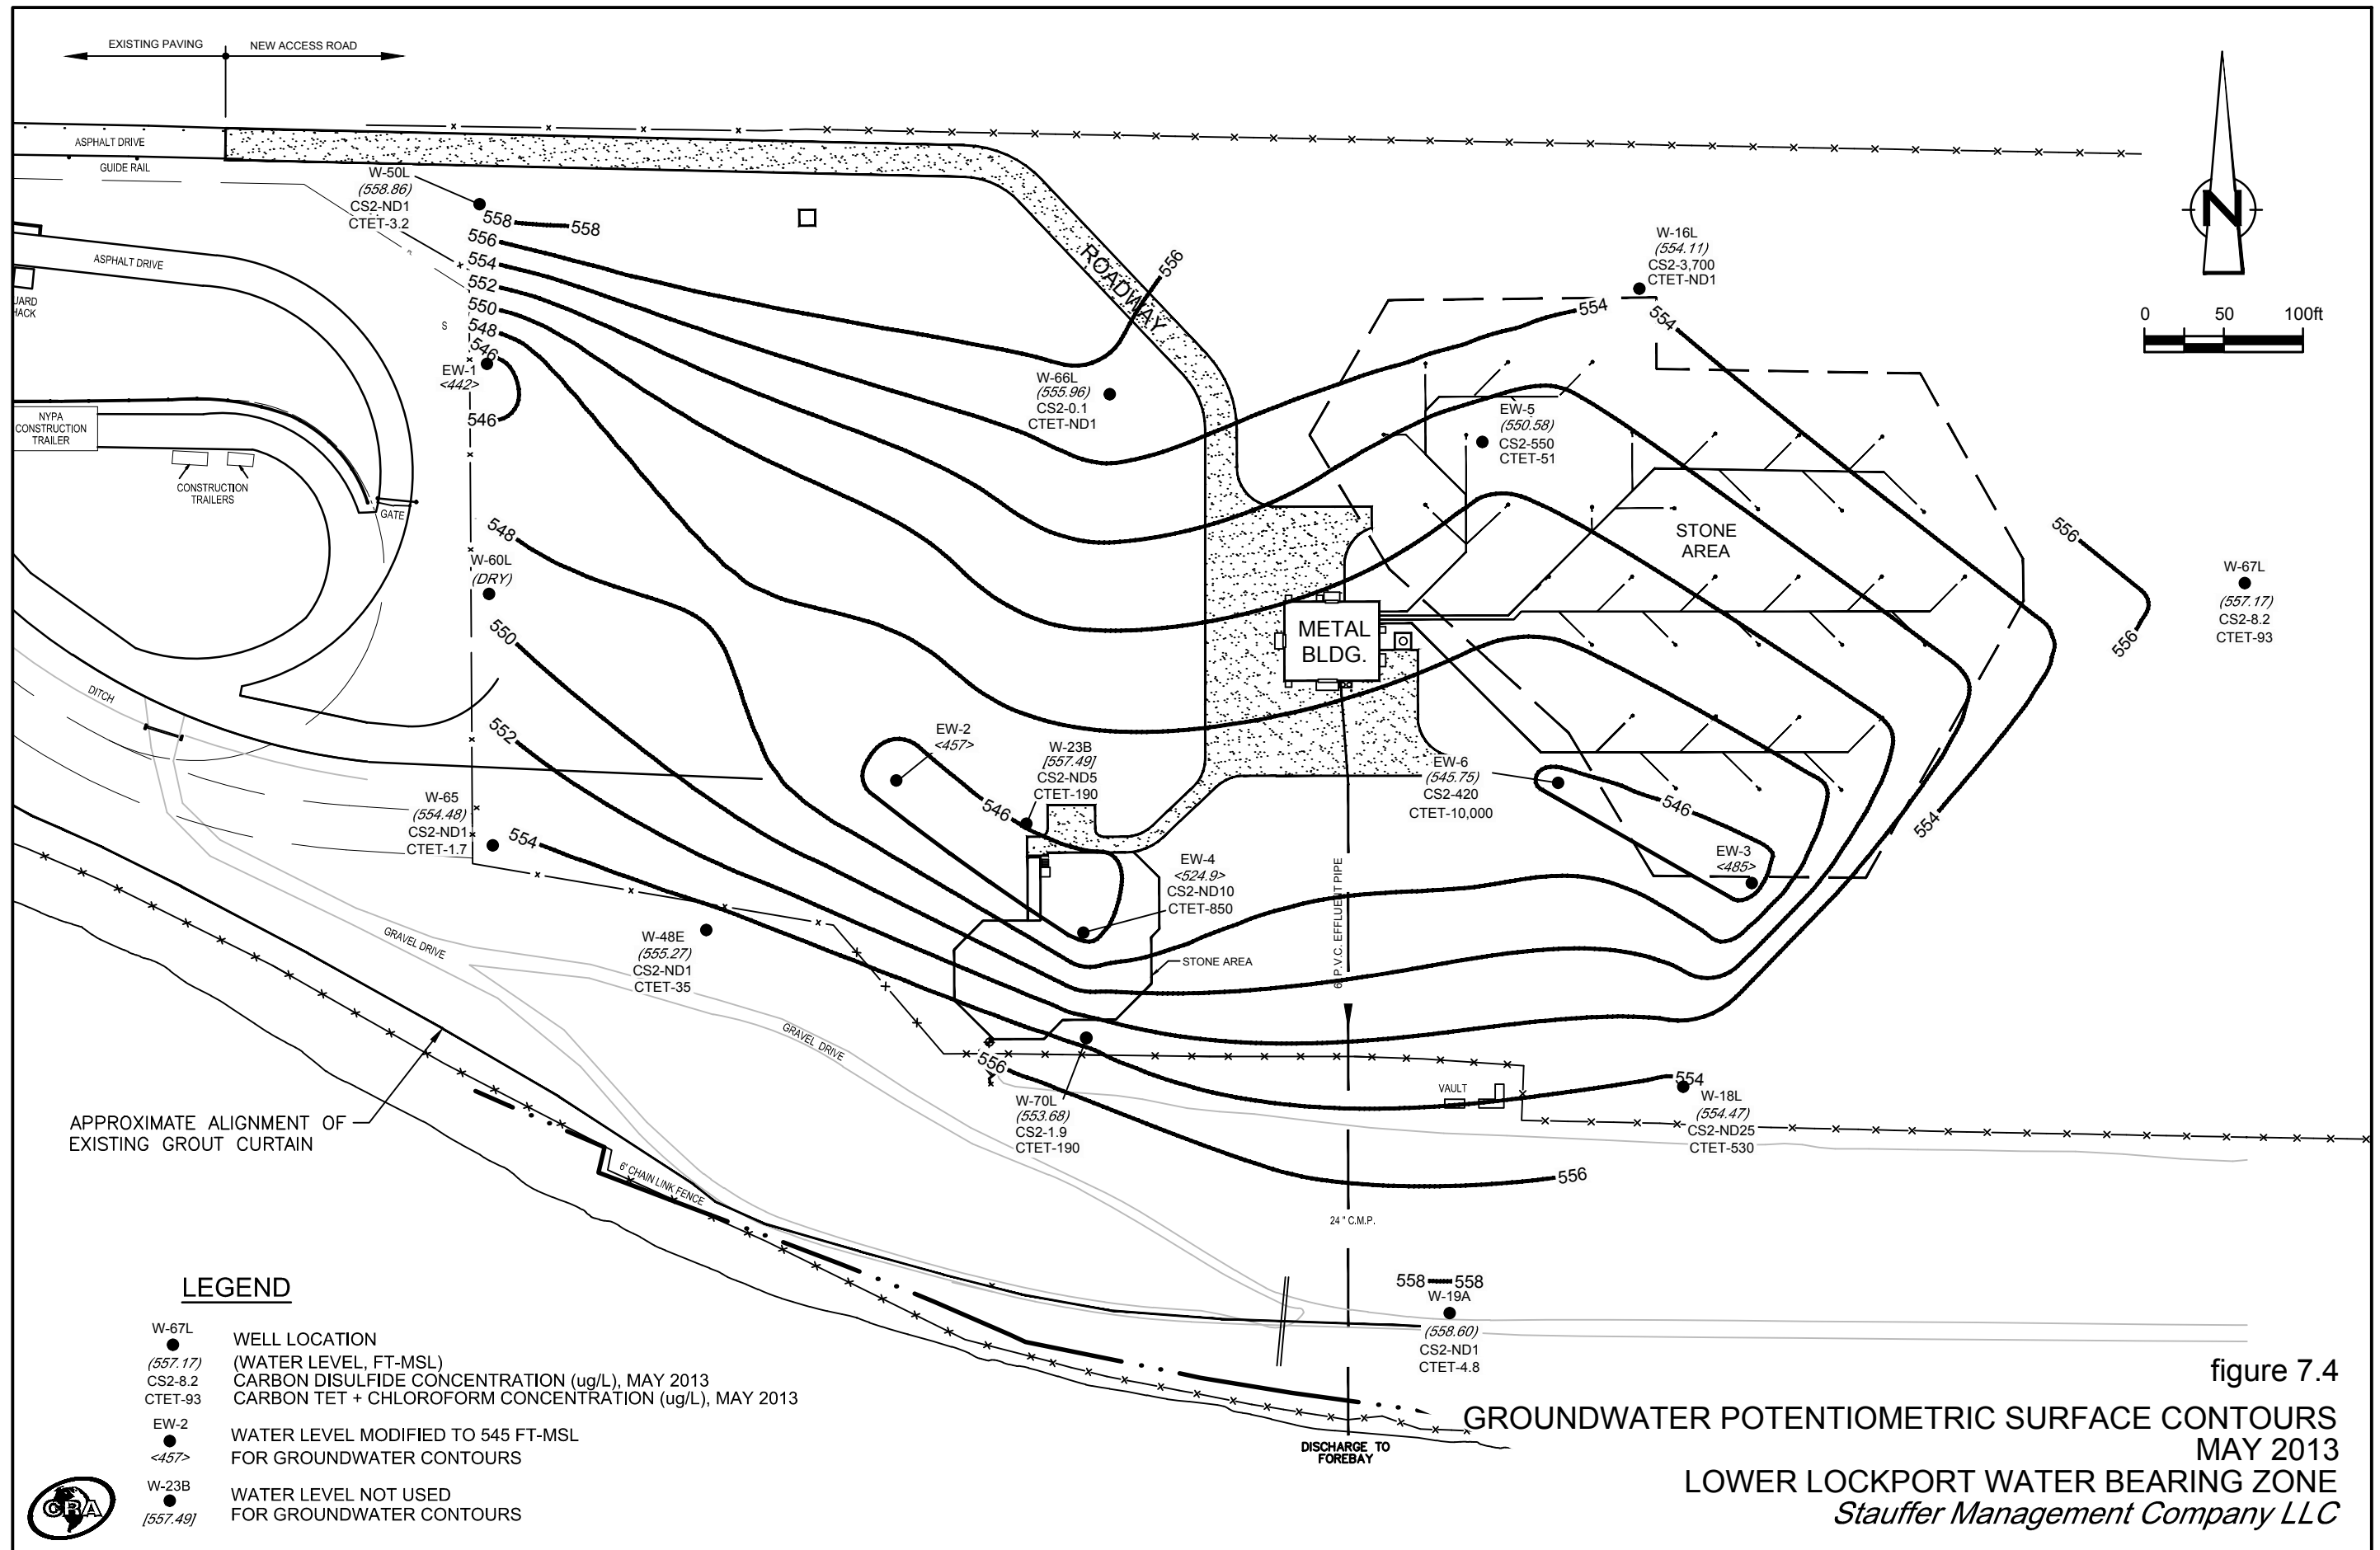 EXISTING PAVING
NEW ACCESS ROAD
ASPHALT DRIVE
GUIDE RAIL
W-50L
(558.86)
CS2-ND1
CTET-3.2
558
558
556
554
552
550
548
546
546
EW-1
<442>
S
ASPHALT DRIVE
UARD
HACK
NYPA
CONSTRUCTION
TRAILER
CONSTRUCTION
TRAILERS
GATE
ROADWAY
556
W-66L
(555.96)
CS2-0.1
CTET-ND1
W-16L
(554.11)
CS2-3,700
CTET-ND1
554
554
N
0 50 100ft
EW-5
(550.58)
CS2-550
CTET-51
STONE
AREA
556
W-67L
(557.17)
CS2-8.2
CTET-93
556
548
W-60L
(DRY)
550
552
METAL
BLDG.
DITCH
EW-2
<457>
W-23B
[557.49]
CS2-ND5
CTET-190
546
EW-6
(545.75)
CS2-420
CTET-10,000
546
554
EW-3
<485>
W-65
(554.48)
CS2-ND1
CTET-1.7
554
EW-4
<524.9>
CS2-ND10
CTET-850
6" P.V.C. EFFLUENT PIPE
W-48E
(555.27)
CS2-ND1
CTET-35
GRAVEL DRIVE
STONE AREA
GRAVEL DRIVE
556
W-70L
(553.68)
CS2-1.9
CTET-190
VAULT
554
W-18L
(554.47)
CS2-ND25
CTET-530
556
APPROXIMATE ALIGNMENT OF
EXISTING GROUT CURTAIN
6' CHAIN LINK FENCE
24 " C.M.P.
558 558
W-19A
(558.60)
CS2-ND1
CTET-4.8
DISCHARGE TO
FOREBAY
LEGEND
W-67L
WELL LOCATION
(557.17) (WATER LEVEL, FT-MSL)
CS2-8.2 CARBON DISULFIDE CONCENTRATION (ug/L), MAY 2013
CTET-93 CARBON TET + CHLOROFORM CONCENTRATION (ug/L), MAY 2013
EW-2
WATER LEVEL MODIFIED TO 545 FT-MSL
<457> FOR GROUNDWATER CONTOURS
W-23B
WATER LEVEL NOT USED
[557.49] FOR GROUNDWATER CONTOURS
CRA
figure 7.4
GROUNDWATER POTENTIOMETRIC SURFACE CONTOURS
MAY 2013
LOWER LOCKPORT WATER BEARING ZONE
Stauffer Management Company LLC